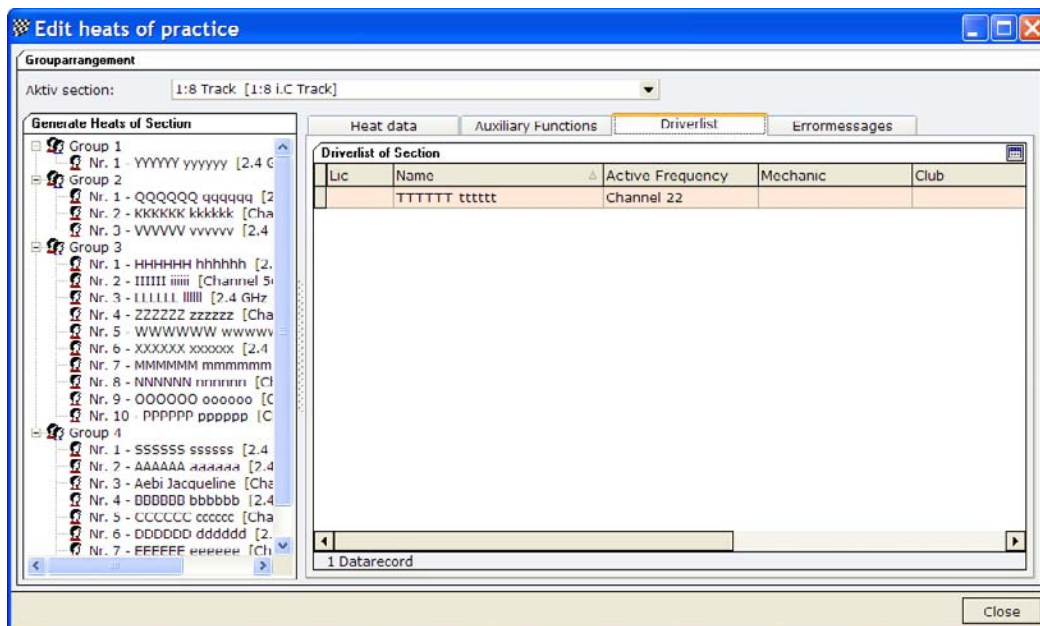 Edit heats of practice
Grouparrangement
Aktiv section: 1:8 Track [1:8 i.C Track]
Generate Heats of Section
Group 1
Nr. 1 - YYYYYY yyyyyy [2.4 G
Group 2
Nr. 1 - QQQQQQ qqqqqq [2
Nr. 2 - KKKKKK kkkkkk [Cha
Nr. 3 - VVVVVV vvvvvv [2.4
Group 3
Nr. 1 - HHHHHH hhhhhh [2.
Nr. 2 - IIIIII iiiiii [Channel 5
Nr. 3 - LLLLLL llllll [2.4 GHz
Nr. 4 - ZZZZZZ zzzzzz [Cha
Nr. 5 - WWWWWW wwwwv
Nr. 6 - XXXXXX xxxxxx [2.4
Nr. 7 - MMMMMM mmmmmm
Nr. 8 - NNNNNN nnnnnn [Cl
Nr. 9 - OOOOOO oooooo [C
Nr. 10 - PPPPPP pppppp [C
Group 4
Nr. 1 - SSSSSS ssssss [2.4
Nr. 2 - AAAAAA aaaaaa [2.4
Nr. 3 - Aebi Jacqueline [Cha
Nr. 4 - BBBBBB bbbbbb [2.4
Nr. 5 - CCCCCC cccccc [Cha
Nr. 6 - DDDDDD dddddd [2.
Nr. 7 - EEEEEE eeeeee [Ch
Heat data Auxiliary Functions Driverlist Errormessages
Driverlist of Section
Lic Name Active Frequency Mechanic Club
TTTTTT tttttt Channel 22
1 Datarecord
Close